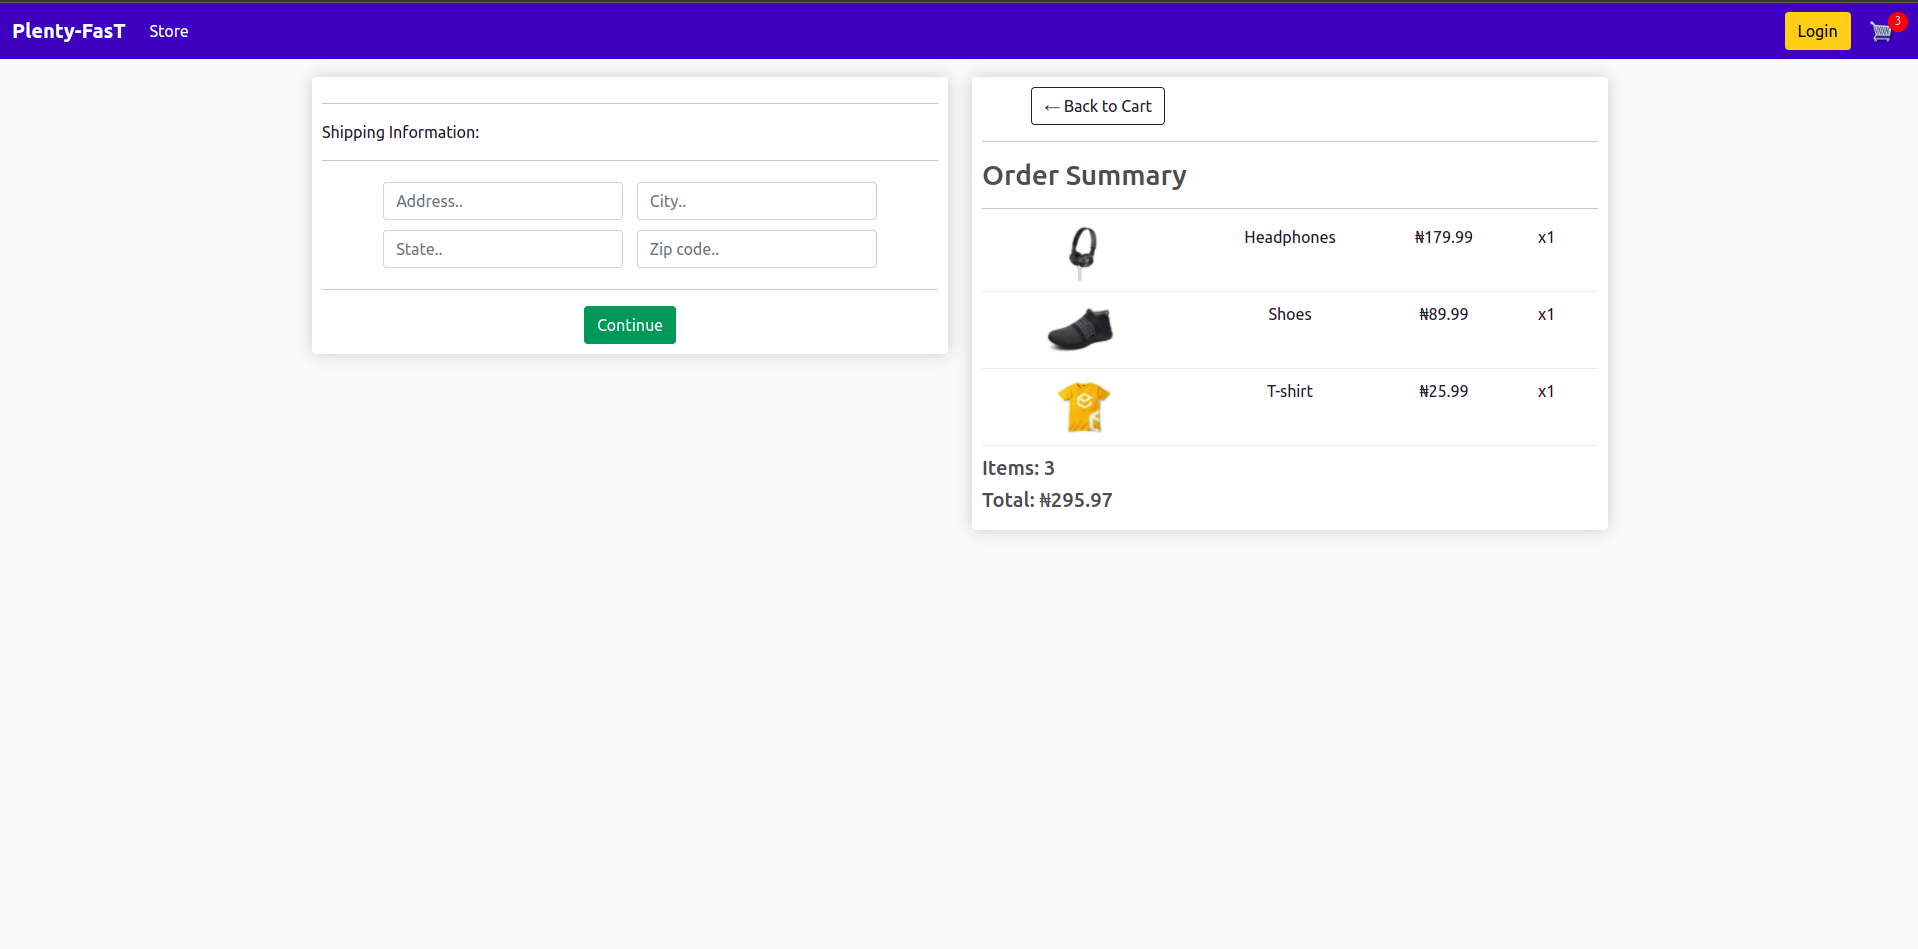 Plenty-FasT Store Login 3
Shipping Information:
Address.. City..
State.. Zip code..
Continue
← Back to Cart
Order Summary
Headphones ₦179.99 x1
Shoes ₦89.99 x1
T-shirt ₦25.99 x1
Items: 3
Total: ₦295.97